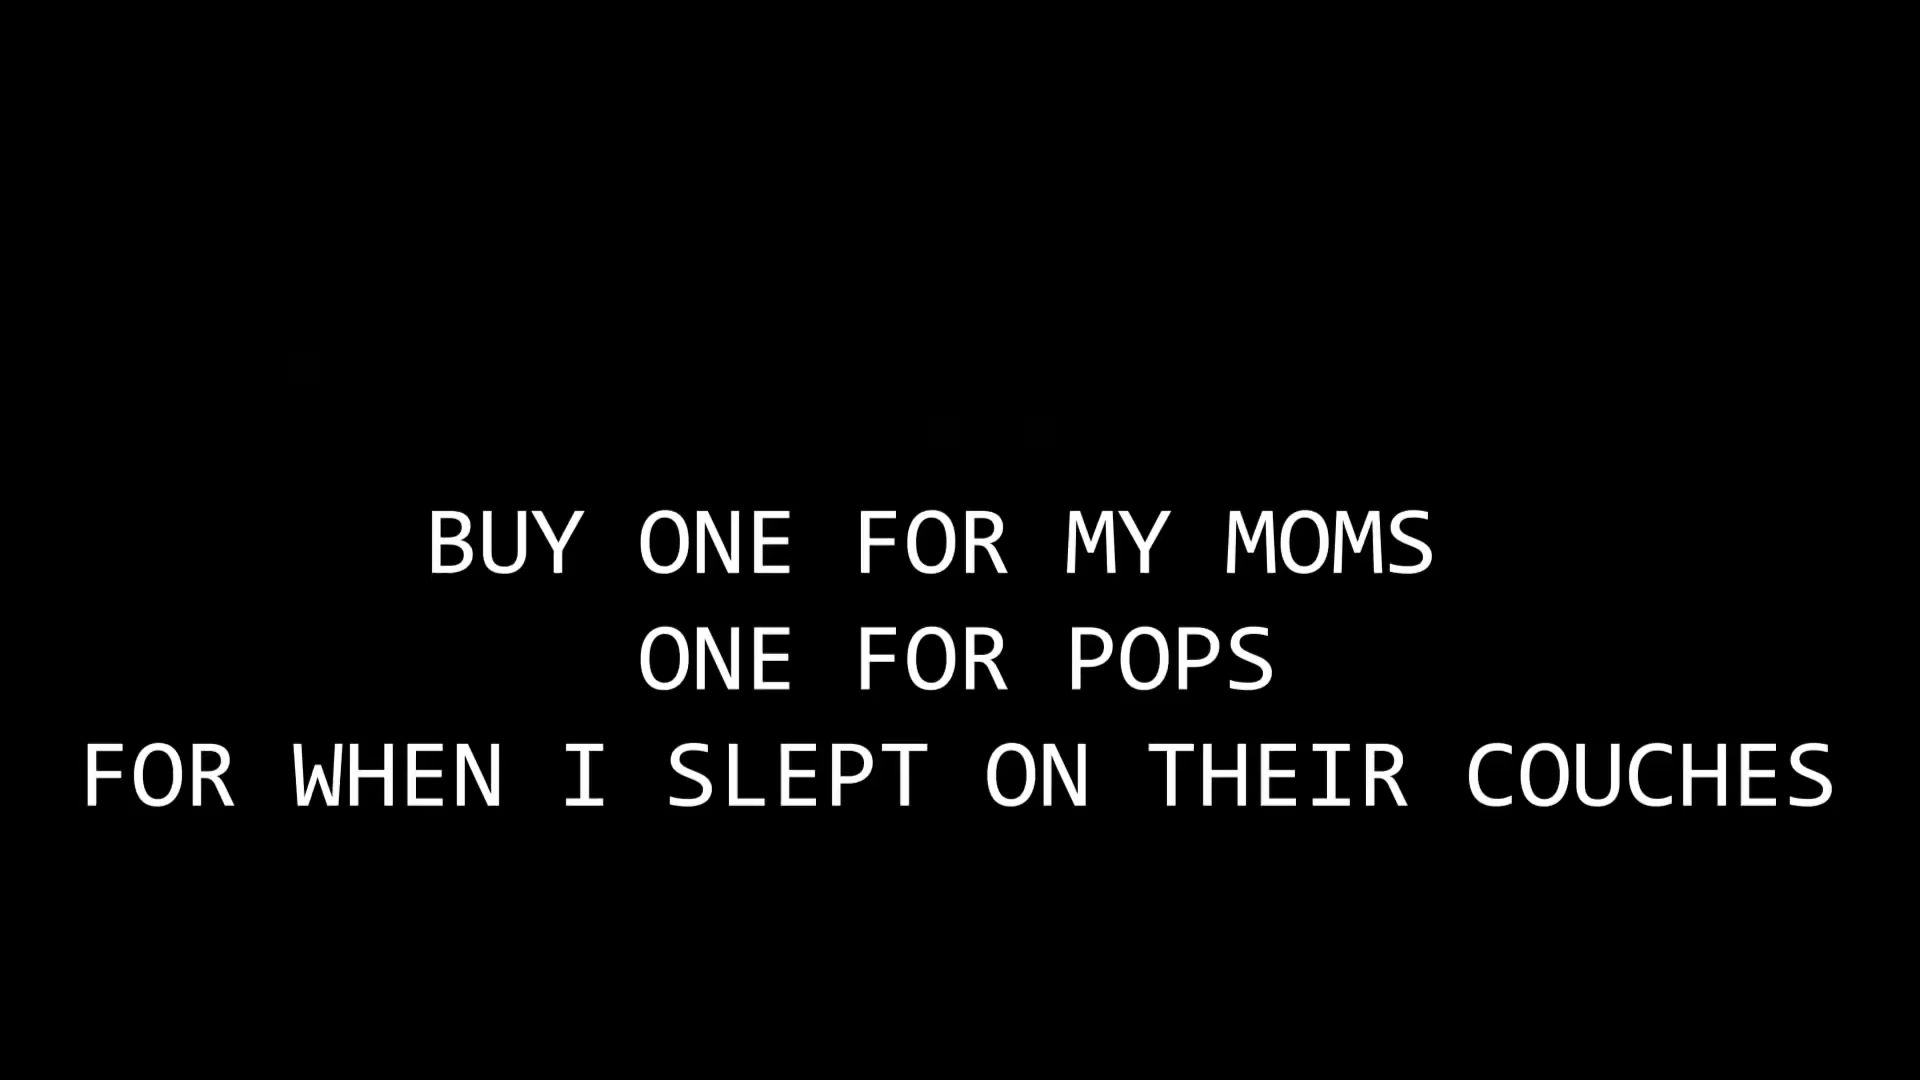 BUY ONE FOR MY MOMS
ONE FOR POPS
FOR WHEN I SLEPT ON THEIR COUCHES